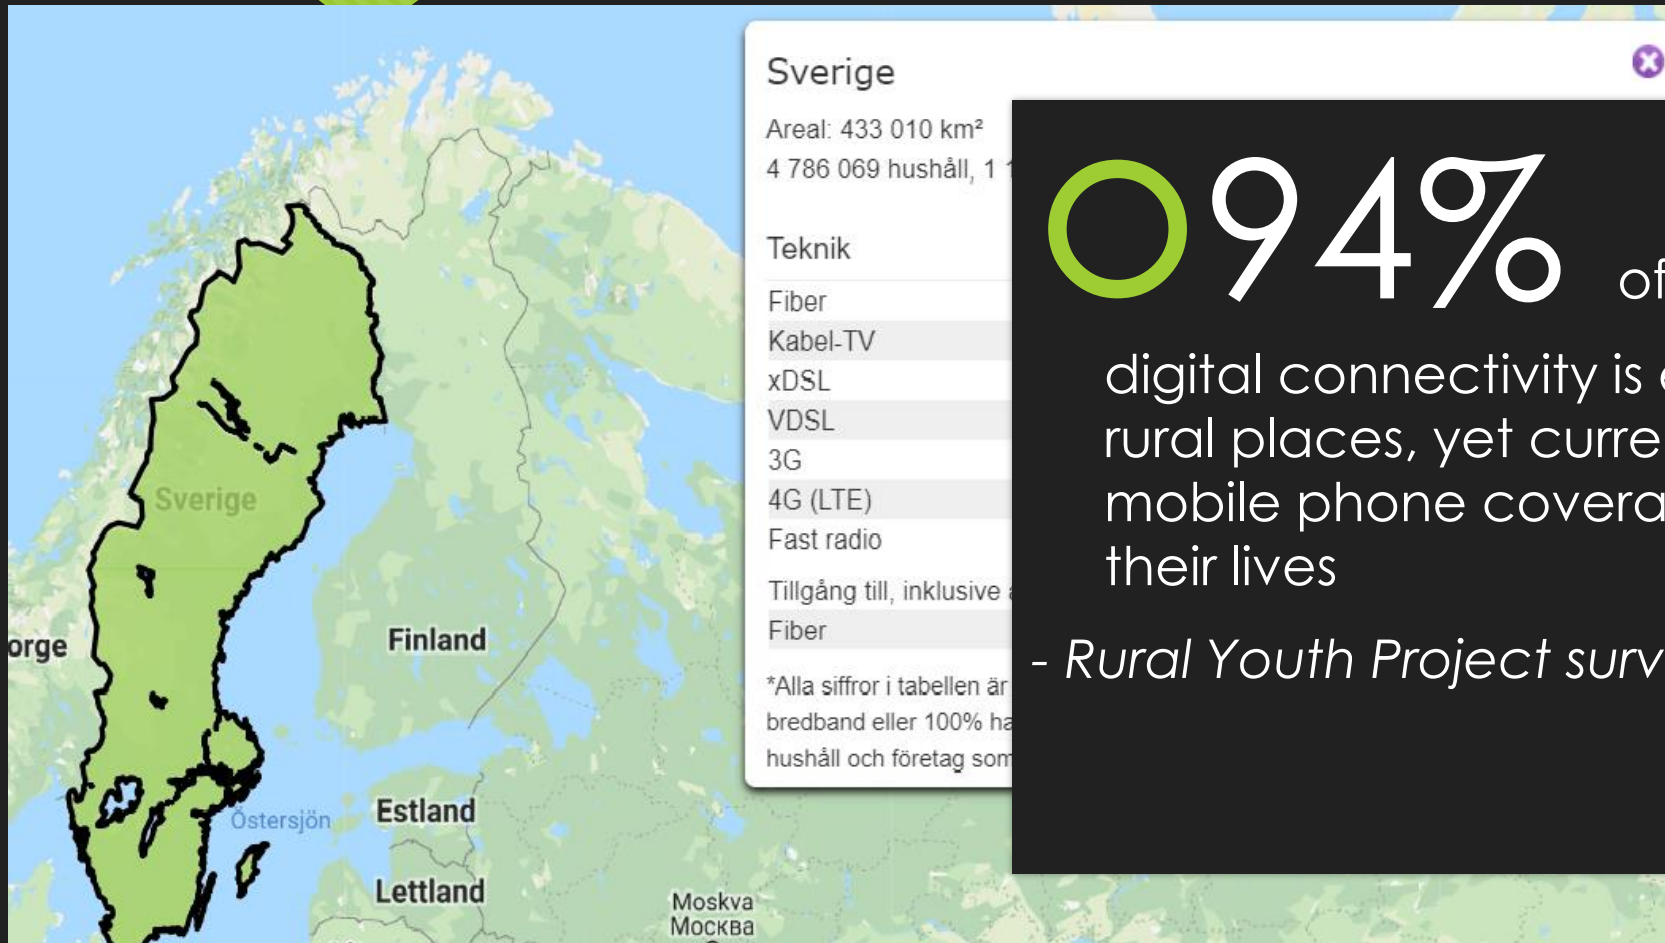 Sverige
Areal: 433 010 km²
4 786 069 hushåll, 1
Teknik
Fiber
Kabel-TV
xDSL
VDSL
3G
4G (LTE)
Fast radio
Tillgång till, inklusive
Fiber
*Alla siffror i tabellen är
bredband eller 100% ha
hushåll och företag som
94% of
digital connectivity is
rural places, yet curre
mobile phone covera
their lives
- Rural Youth Project surv
Sverige
orge
Finland
Östersjön
Estland
Lettland
Moskva
Москва